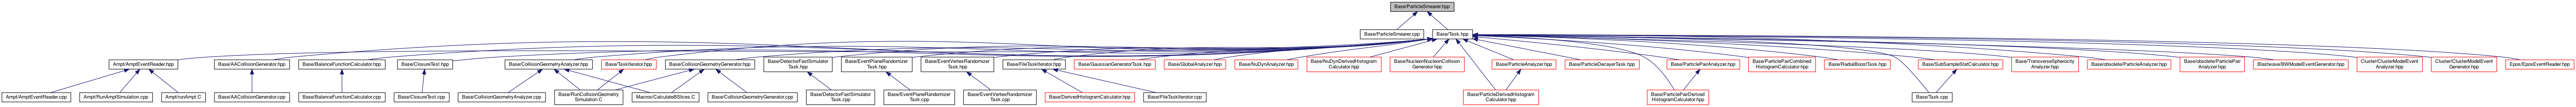 Base/ParticleSmearer.hpp
Base/ParticleSmearer.cpp
Base/Task.hpp
Ampt/AmptEventReader.hpp
Base/AACollisionGenerator.hpp
Base/BalanceFunctionCalculator.hpp
Base/ClosureTest.hpp
Base/CollisionGeometryAnalyzer.hpp
Base/TaskIterator.hpp
Base/CollisionGeometryGenerator.hpp
Base/DetectorFastSimulator
Task.hpp
Base/EventPlaneRandomizer
Task.hpp
Base/EventVertexRandomizer
Task.hpp
Base/FileTaskIterator.hpp
Base/GaussianGeneratorTask.hpp
Base/GlobalAnalyzer.hpp
Base/NuDynAnalyzer.hpp
Base/NuDynDerivedHistogram
Calculator.hpp
Base/NucleonNucleonCollision
Generator.hpp
Base/ParticleAnalyzer.hpp
Base/ParticleDecayerTask.hpp
Base/ParticlePairAnalyzer.hpp
Base/ParticlePairCombined
HistogramCalculator.hpp
Base/RadialBoostTask.hpp
Base/SubSampleStatCalculator.hpp
Base/TransverseSpherocity
Analyzer.hpp
Base/obsolete/ParticleAnalyzer.hpp
Base/obsolete/ParticlePair
Analyzer.hpp
Blastwave/BWModelEventGenerator.hpp
Cluster/ClusterModelEvent
Analyzer.hpp
Cluster/ClusterModelEvent
Generator.hpp
Epos/EposEventReader.hpp
Ampt/AmptEventReader.cpp
Ampt/RunAmptSimulation.cpp
Ampt/runAmpt.C
Base/AACollisionGenerator.cpp
Base/BalanceFunctionCalculator.cpp
Base/ClosureTest.cpp
Base/CollisionGeometryAnalyzer.cpp
Base/RunCollisionGeometry
Simulation.C
Macros/CalculateBSlices.C
Base/CollisionGeometryGenerator.cpp
Base/DetectorFastSimulator
Task.cpp
Base/EventPlaneRandomizer
Task.cpp
Base/EventVertexRandomizer
Task.cpp
Base/DerivedHistogramCalculator.hpp
Base/FileTaskIterator.cpp
Base/ParticleDerivedHistogram
Calculator.hpp
Base/ParticlePairDerived
HistogramCalculator.hpp
Base/Task.cpp